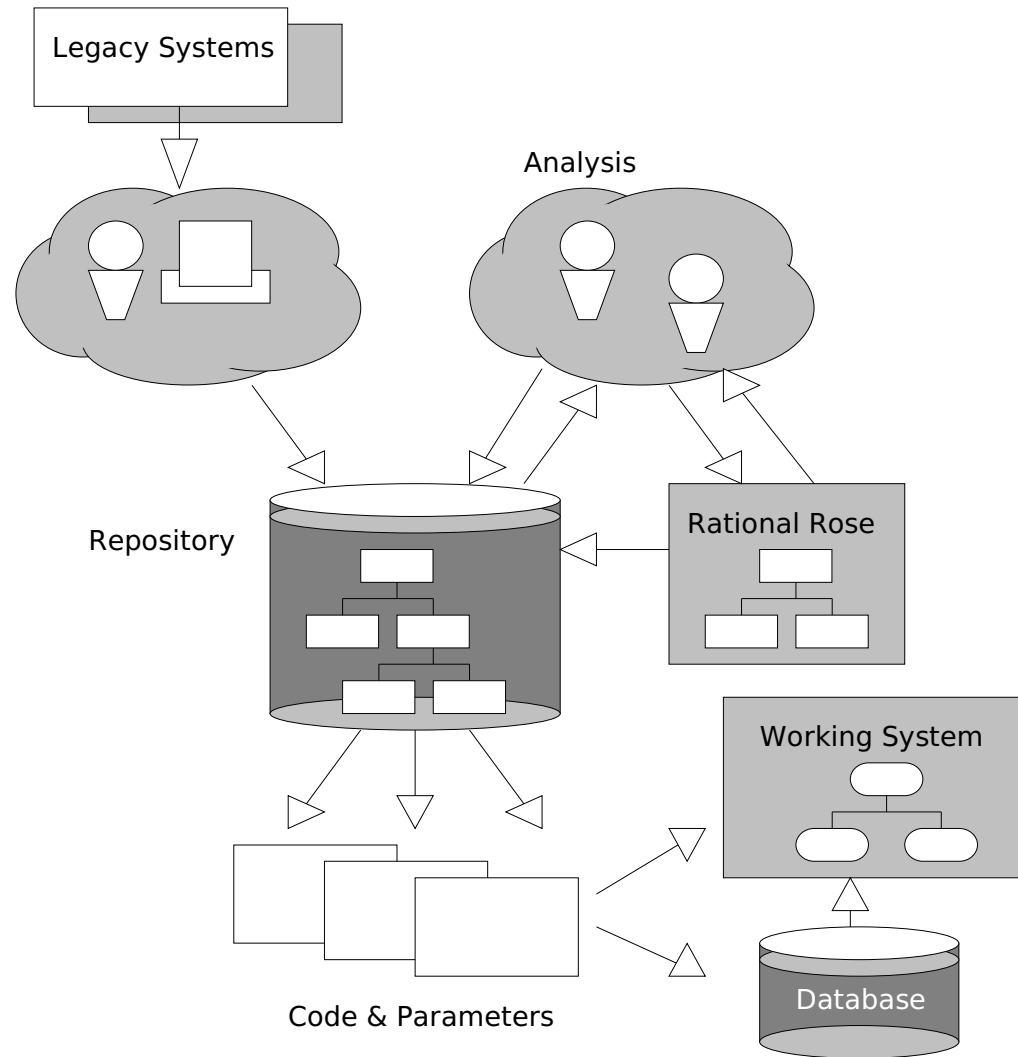 Legacy Systems
Analysis
Repository
Rational Rose
Working System
Database
Code & Parameters